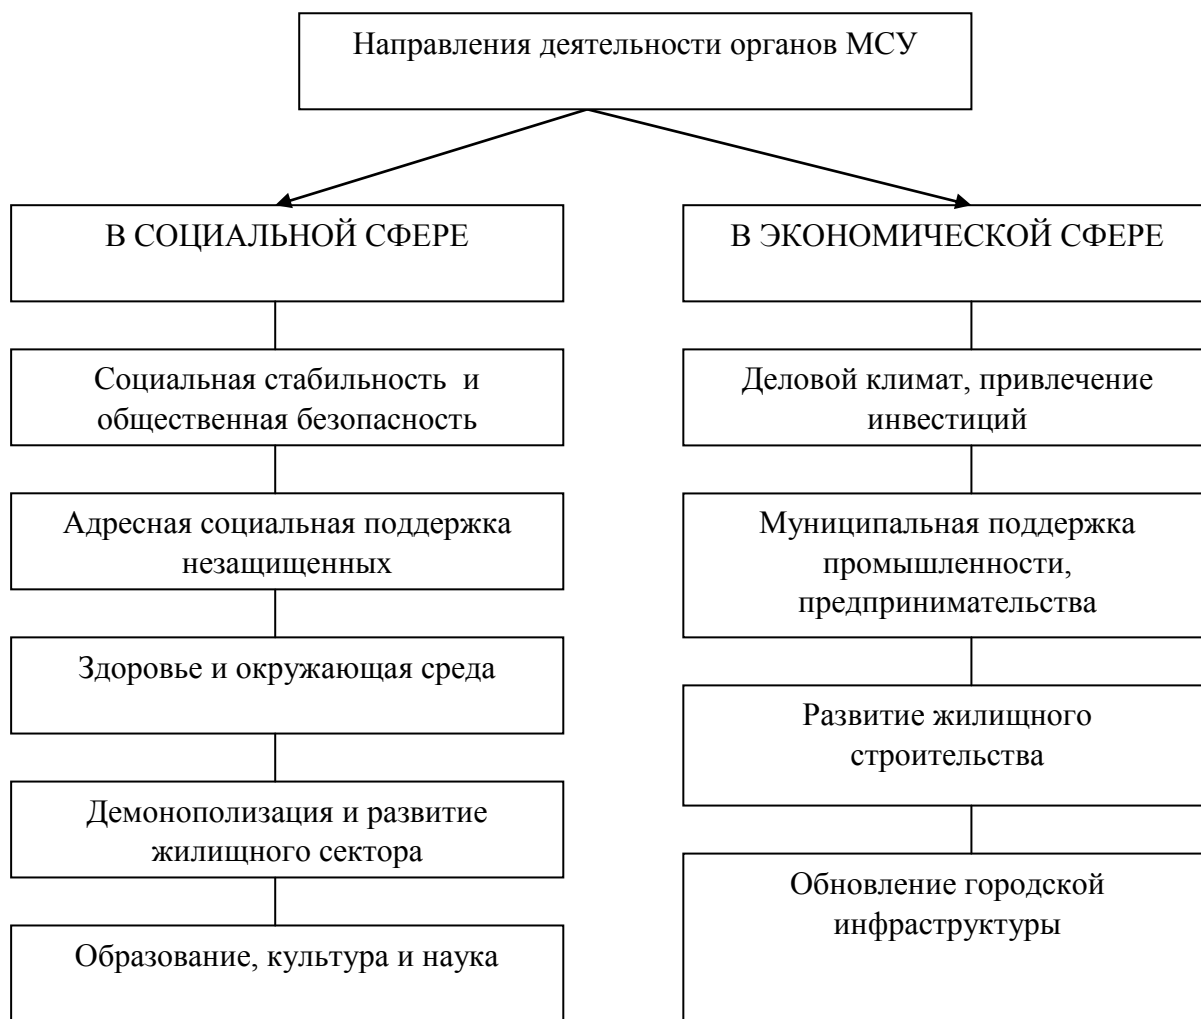 Направления деятельности органов МСУ
В СОЦИАЛЬНОЙ СФЕРЕ
Социальная стабильность и
общественная безопасность
Адресная социальная поддержка
незащищенных
Здоровье и окружающая среда
Демонополизация и развитие
жилищного сектора
Образование, культура и наука
В ЭКОНОМИЧЕСКОЙ СФЕРЕ
Деловой климат, привлечение
инвестиций
Муниципальная поддержка
промышленности,
предпринимательства
Развитие жилищного
строительства
Обновление городской
инфраструктуры